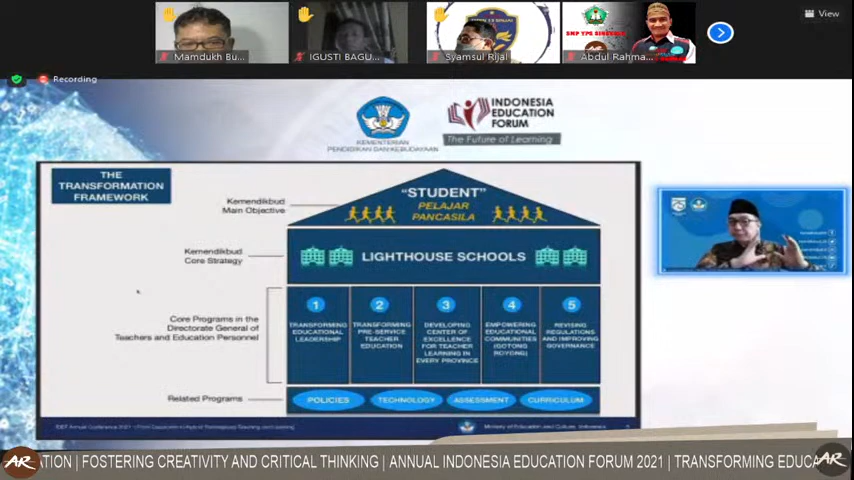 View
Mamdukh Bu...
IGUSTI BAGU...
Syamsul Rijal
SMP YPS SINGKOLE
Abdul Rahma...
Recording
KEMENTERIAN
PENDIDIKAN DAN KEBUDAYAAN
INDONESIA
EDUCATION
FORUM
The Future of Learning
THE
TRANSFORMATION
FRAMEWORK
Kemendikbud
Main Objective
"STUDENT"
PELAJAR
PANCASILA
Kemendikbud
Core Strategy
LIGHTHOUSE SCHOOLS
Core Programs in the
Directorate General of
Teachers and Education Personnel
1
TRANSFORMING
EDUCATIONAL
LEADERSHIP
2
TRANSFORMING
PRE-SERVICE
TEACHER
EDUCATION
3
DEVELOPING
CENTER OF
EXCELLENCE
FOR TEACHER
LEARNING IN
EVERY PROVINCE
4
EMPOWERING
EDUCATIONAL
COMMUNITIES
(GOTONG
ROYONG)
5
REVISING
REGULATIONS
AND IMPROVING
GOVERNANCE
Related Programs
POLICIES
TECHNOLOGY
ASSESSMENT
CURRICULUM
Ministry of Education and Culture, Indonesia
AR
ATION | FOSTERING CREATIVITY AND CRITICAL THINKING | ANNUAL INDONESIA EDUCATION FORUM 2021 | TRANSFORMING EDUCA
AR